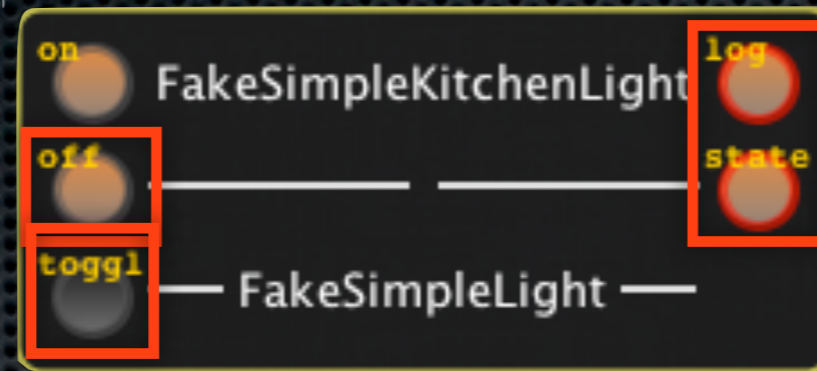 on
FakeSimpleKitchenLight
log
off
state
toggl
FakeSimpleLight